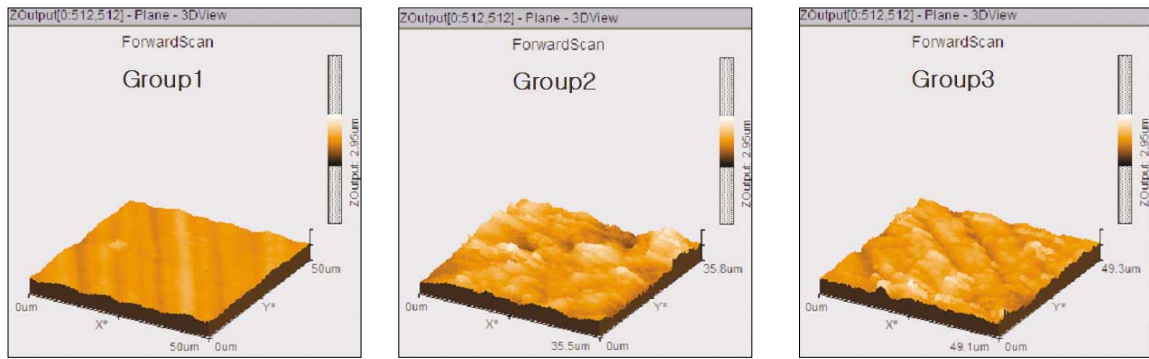 ZOutput[0:512,512] - Plane - 3DView
ForwardScan
Group1
ZOutput: 2.95um
50um
0um
X*
Y*
50um
0um
ZOutput[0:512,512] - Plane - 3DView
ForwardScan
Group2
ZOutput: 2.95um
35.8um
0um
X*
Y*
35.5um
0um
ZOutput[0:512,512] - Plane - 3DView
ForwardScan
Group3
ZOutput: 2.95um
49.3um
0um
X*
Y*
49.1um
0um